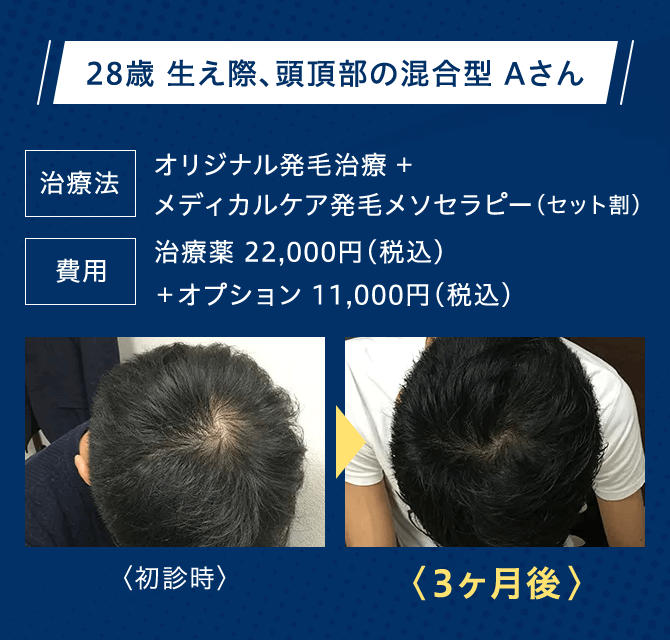 28歳 生え際、頭頂部の混合型 Aさん
治療法
オリジナル発毛治療 +
メディカルケア発毛メソセラピー（セット割）
費用
治療薬 22,000円（税込）
＋オプション 11,000円（税込）
〈初診時〉
〈3ヶ月後〉